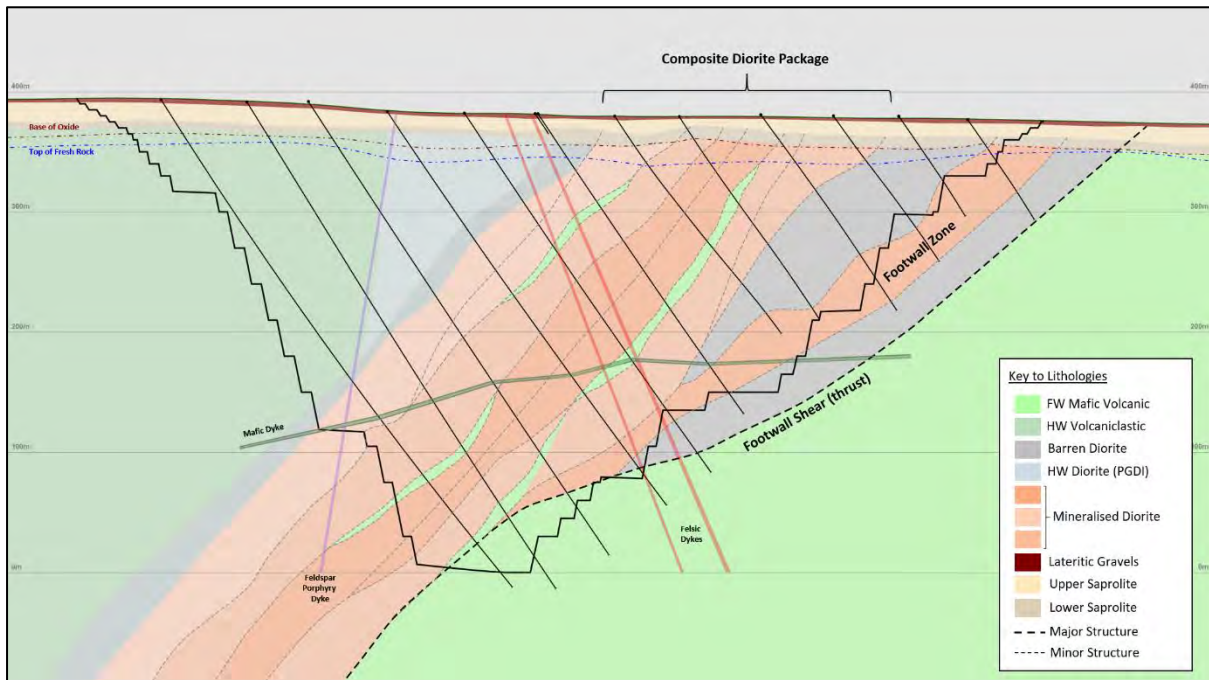 Composite Diorite Package
400m
400m
Base of Oxide
Top of Fresh Rock
300m
300m
Footwall Zone
200m
200m
Footwall Shear (thrust)
Mafic Dyke
100m
Felsic
Dykes
0m
Feldspar
Porphyry
Dyke
Key to Lithologies
FW Mafic Volcanic
HW Volcaniclastic
Barren Diorite
HW Diorite (PGDI)
Mineralised Diorite
Lateritic Gravels
Upper Saprolite
Lower Saprolite
Major Structure
Minor Structure